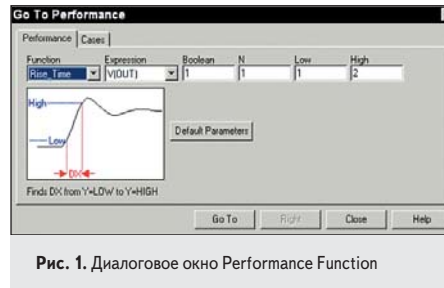 Go To Performance
Performance Cases
Function Expression Boolean N Low High
Rise_Time V(OUT) 1 1 1 2
High
Low
DX
Default Parameters
Finds DX from Y=LOW to Y=HIGH
Go To Right Close Help
Рис. 1. Диалоговое окно Performance Function